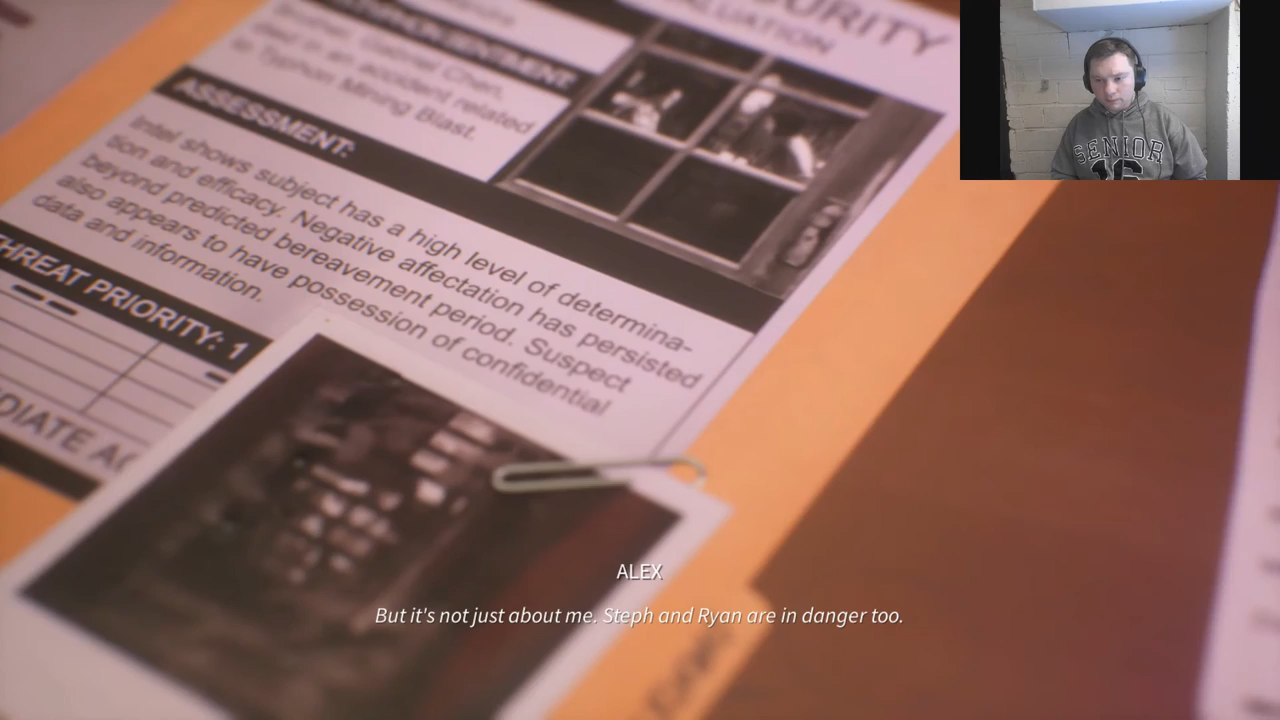 SECURITY
EVALUATION
brother, Gabriel Chen,
died in an accident related
to Typhon Mining Blast.
ASSESSMENT:
Intel shows subject has a high level of determina-
tion and efficacy. Negative affectation has persisted
beyond predicted bereavement period. Suspect
also appears to have possession of confidential
data and information.
THREAT PRIORITY: 1
ALEX
But it's not just about me. Steph and Ryan are in danger too.
SENIOR
16